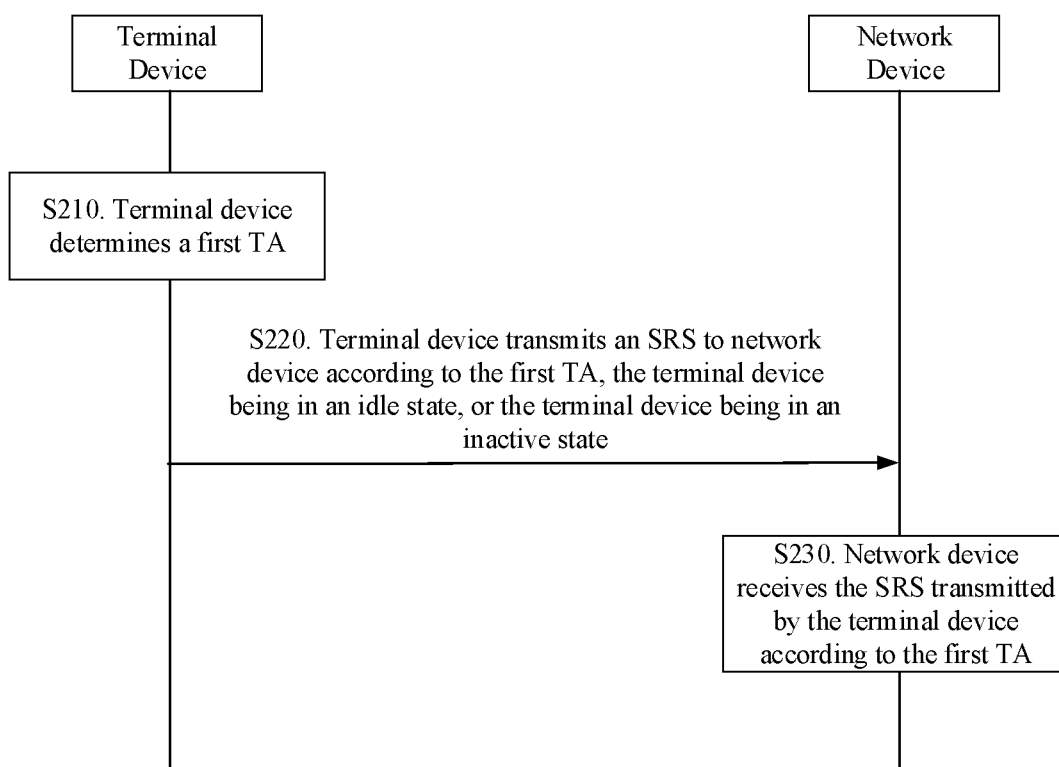 Terminal
Device
Network
Device
S210. Terminal device
determines a first TA
S220. Terminal device transmits an SRS to network
device according to the first TA, the terminal device
being in an idle state, or the terminal device being in an
inactive state
S230. Network device
receives the SRS transmitted
by the terminal device
according to the first TA